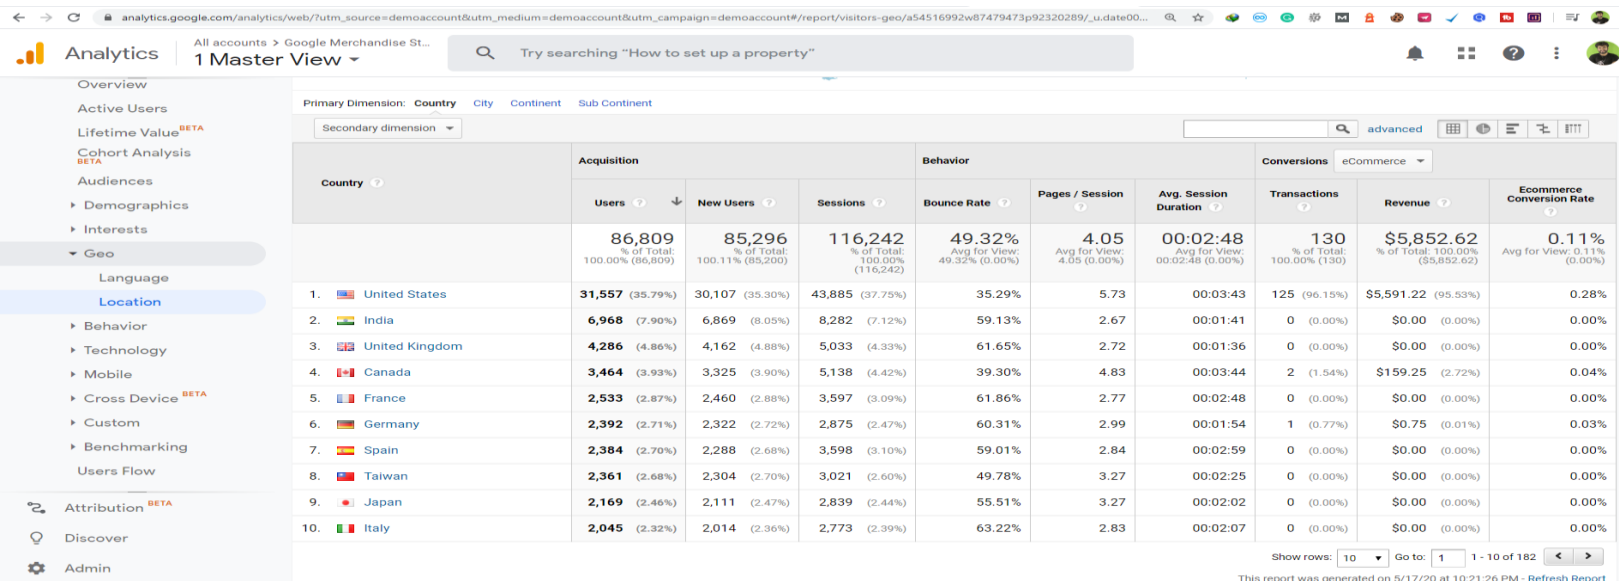 analytics.google.com/analytics/web/?utm_source=demoaccount&utm_medium=demoaccount&utm_campaign=demoaccount#/report/visitors-geo/a54516992w87479473p92320289/_u.date00...
Analytics
All accounts > Google Merchandise St...
1 Master View
Try searching "How to set up a property"
Overview
Active Users
Lifetime Value BETA
Cohort Analysis
BETA
Audiences
Demographics
Interests
Geo
Language
Location
Behavior
Technology
Mobile
Cross Device BETA
Custom
Benchmarking
Users Flow
Attribution BETA
Discover
Admin
Primary Dimension: Country City Continent Sub Continent
Secondary dimension
advanced
Country
Acquisition
Behavior
Conversions eCommerce
Users New Users Sessions Bounce Rate Pages / Session Avg. Session Duration Transactions Revenue Ecommerce Conversion Rate
86,809 85,296 116,242 49.32% 4.05 00:02:48 130 $5,852.62 0.11%
% of Total: 100.00% (86,809) % of Total: 100.11% (85,200) % of Total: 100.00% (116,242) Avg for View: 49.32% (0.00%) Avg for View: 4.05 (0.00%) Avg for View: 00:02:48 (0.00%) % of Total: 100.00% (130) % of Total: 100.00% ($5,852.62) Avg for View: 0.11% (0.00%)
1. United States 31,557 (35.79%) 30,107 (35.30%) 43,885 (37.75%) 35.29% 5.73 00:03:43 125 (96.15%) $5,591.22 (95.53%) 0.28%
2. India 6,968 (7.90%) 6,869 (8.05%) 8,282 (7.12%) 59.13% 2.67 00:01:41 0 (0.00%) $0.00 (0.00%) 0.00%
3. United Kingdom 4,286 (4.86%) 4,162 (4.88%) 5,033 (4.33%) 61.65% 2.72 00:01:36 0 (0.00%) $0.00 (0.00%) 0.00%
4. Canada 3,464 (3.93%) 3,325 (3.90%) 5,138 (4.42%) 39.30% 4.83 00:03:44 2 (1.54%) $159.25 (2.72%) 0.04%
5. France 2,533 (2.87%) 2,460 (2.88%) 3,597 (3.09%) 61.86% 2.77 00:02:48 0 (0.00%) $0.00 (0.00%) 0.00%
6. Germany 2,392 (2.71%) 2,322 (2.72%) 2,875 (2.47%) 60.31% 2.99 00:01:54 1 (0.77%) $0.75 (0.01%) 0.03%
7. Spain 2,384 (2.70%) 2,288 (2.68%) 3,598 (3.10%) 59.01% 2.84 00:02:59 0 (0.00%) $0.00 (0.00%) 0.00%
8. Taiwan 2,361 (2.68%) 2,304 (2.70%) 3,021 (2.60%) 49.78% 3.27 00:02:25 0 (0.00%) $0.00 (0.00%) 0.00%
9. Japan 2,169 (2.46%) 2,111 (2.47%) 2,839 (2.44%) 55.51% 3.27 00:02:02 0 (0.00%) $0.00 (0.00%) 0.00%
10. Italy 2,045 (2.32%) 2,014 (2.36%) 2,773 (2.39%) 63.22% 2.83 00:02:07 0 (0.00%) $0.00 (0.00%) 0.00%
Show rows: 10 Go to: 1 1 - 10 of 182
This report was generated on 5/17/20 at 10:21:26 PM - Refresh Report